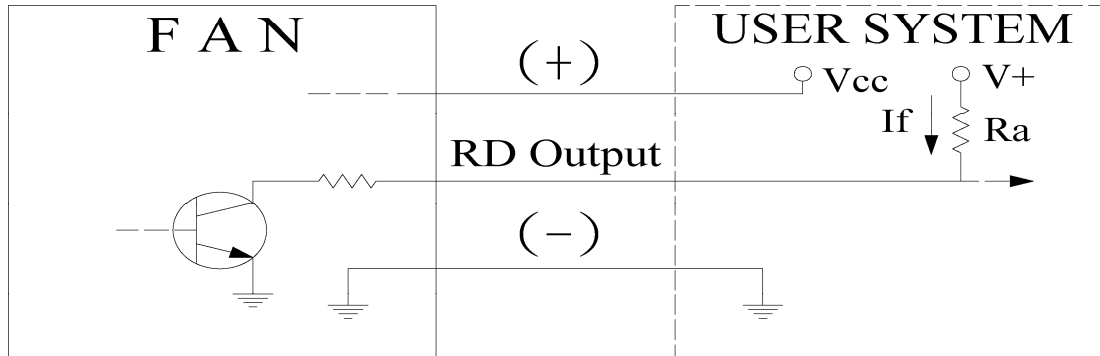 F A N
USER SYSTEM
(+)
Vcc
V+
If
Ra
RD Output
(−)